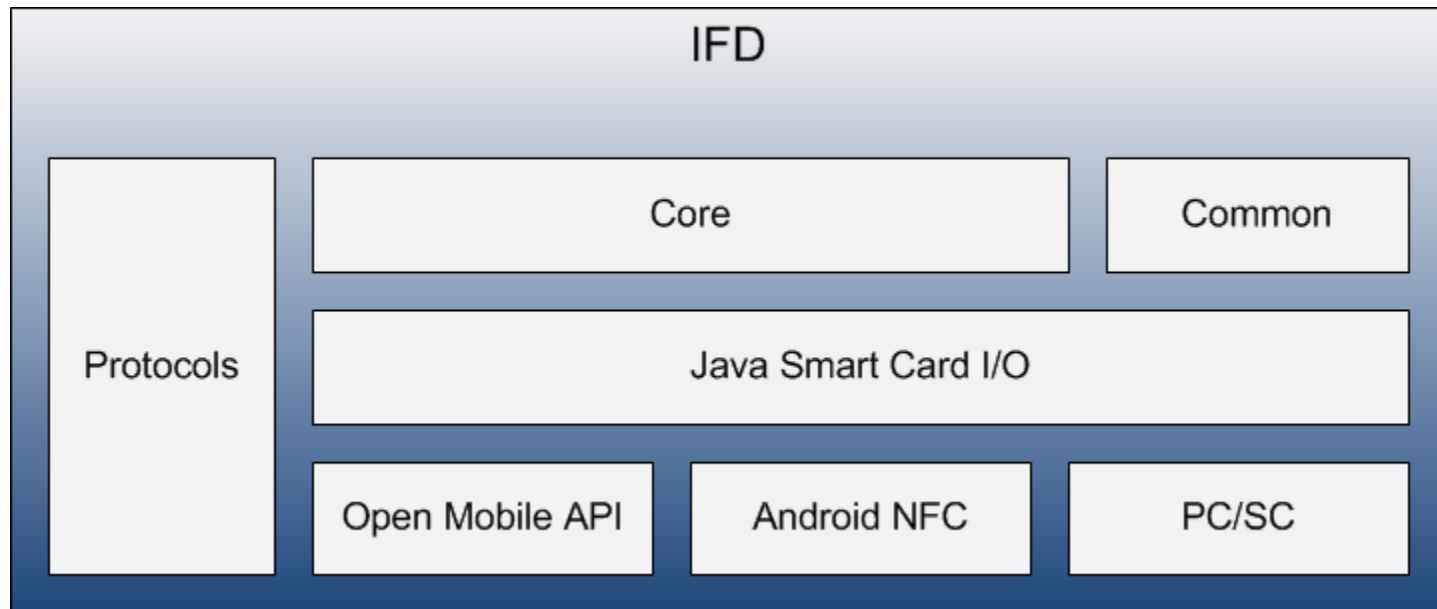 IFD
Core
Common
Protocols
Java Smart Card I/O
Open Mobile API
Android NFC
PC/SC